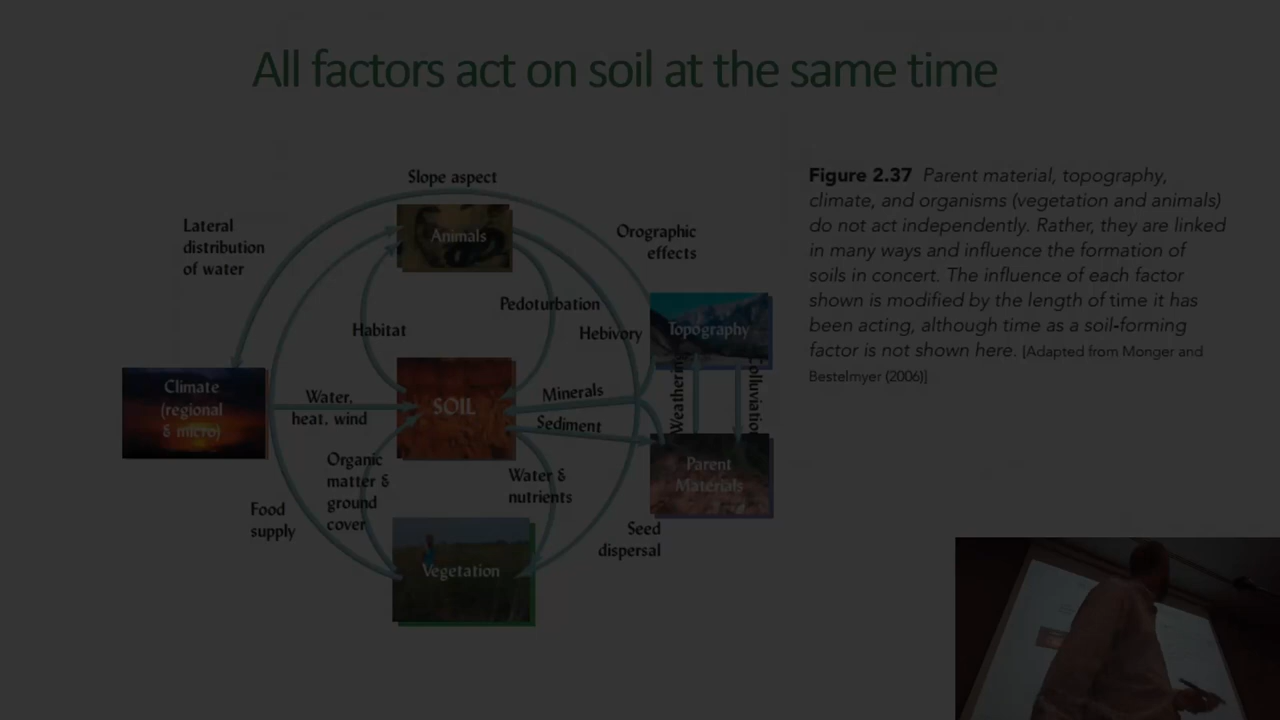 All factors act on soil at the same time
Slope aspect
Lateral
distribution
of water
Animals
Orographic
effects
Pedoturbation
Habitat
Hebivory
Topography
Climate
(regional
& micro)
Water,
heat, wind
SOIL
Minerals
Sediment
Weathering
Colluviation
Organic
matter &
ground
cover
Water &
nutrients
Parent
Materials
Food
supply
Seed
dispersal
Vegetation
Figure 2.37 Parent material, topography,
climate, and organisms (vegetation and animals)
do not act independently. Rather, they are linked
in many ways and influence the formation of
soils in concert. The influence of each factor
shown is modified by the length of time it has
been acting, although time as a soil-forming
factor is not shown here. [Adapted from Monger and
Bestelmyer (2006)]